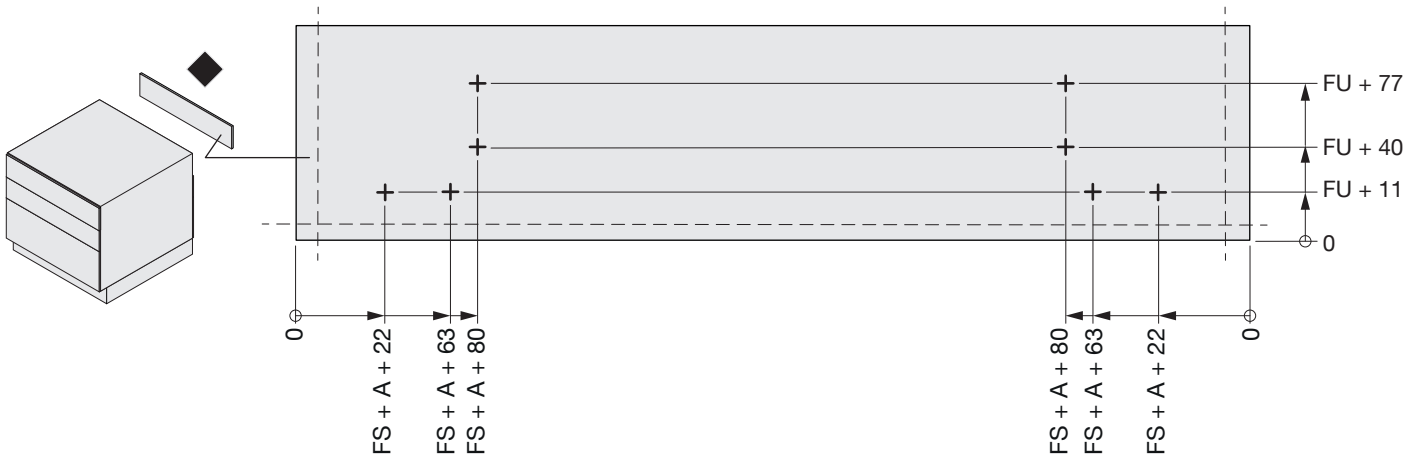 FU + 77
FU + 40
FU + 11
0
0
FS + A + 22
FS + A + 63
FS + A + 80
FS + A + 80
FS + A + 63
FS + A + 22
0